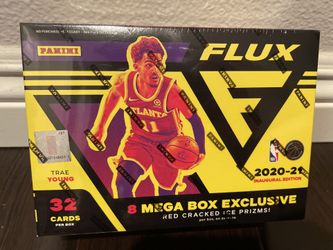 PANINI
FLUX
ATLANTA
11
TRAE
YOUNG
32
CARDS
PER BOX
2020-21
INAUGURAL EDITION
8 MEGA BOX EXCLUSIVE
RED CRACKED ICE PRIZMS!